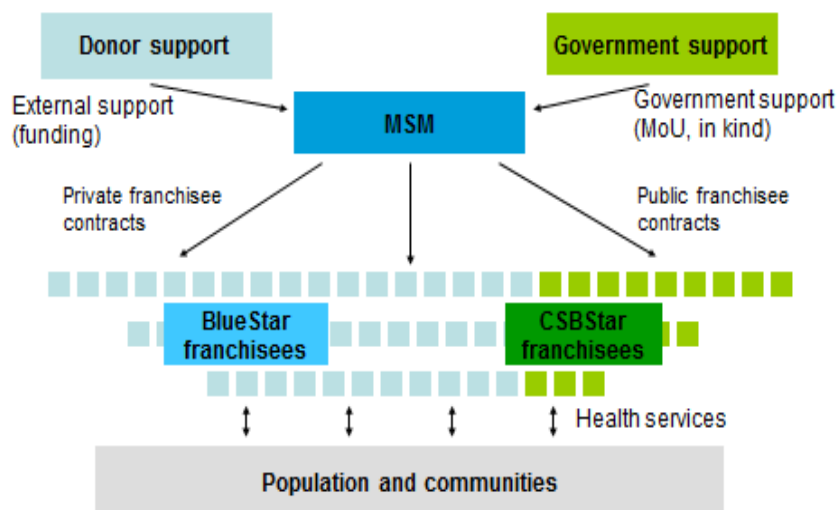 Donor support
Government support
External support
(funding)
MSM
Government support
(MoU, in kind)
Private franchisee
contracts
Public franchisee
contracts
BlueStar
franchisees
CSBStar
franchisees
Health services
Population and communities